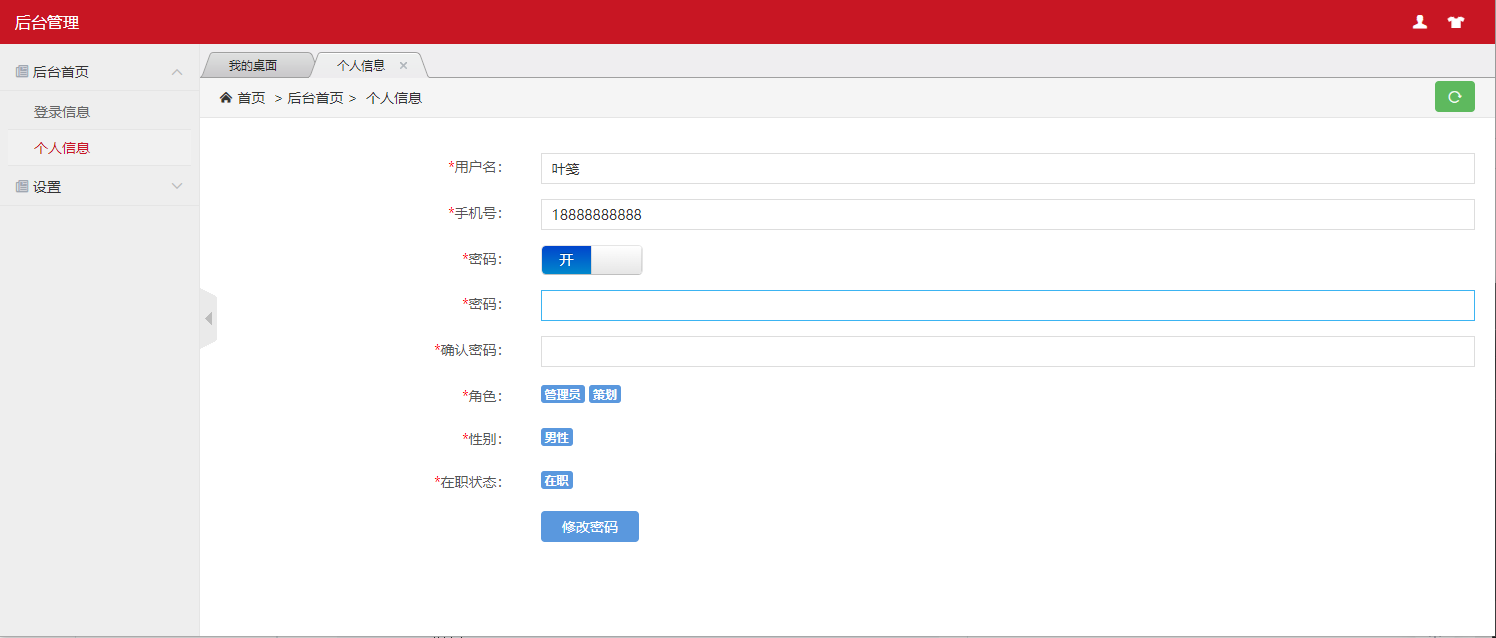 后台管理
后台首页
登录信息
个人信息
设置
我的桌面
个人信息
首页 > 后台首页 > 个人信息
*用户名： 叶笺
*手机号： 18888888888
*密码： 开
*密码：
*确认密码：
*角色： 管理员 策划
*性别： 男性
*在职状态： 在职
修改密码